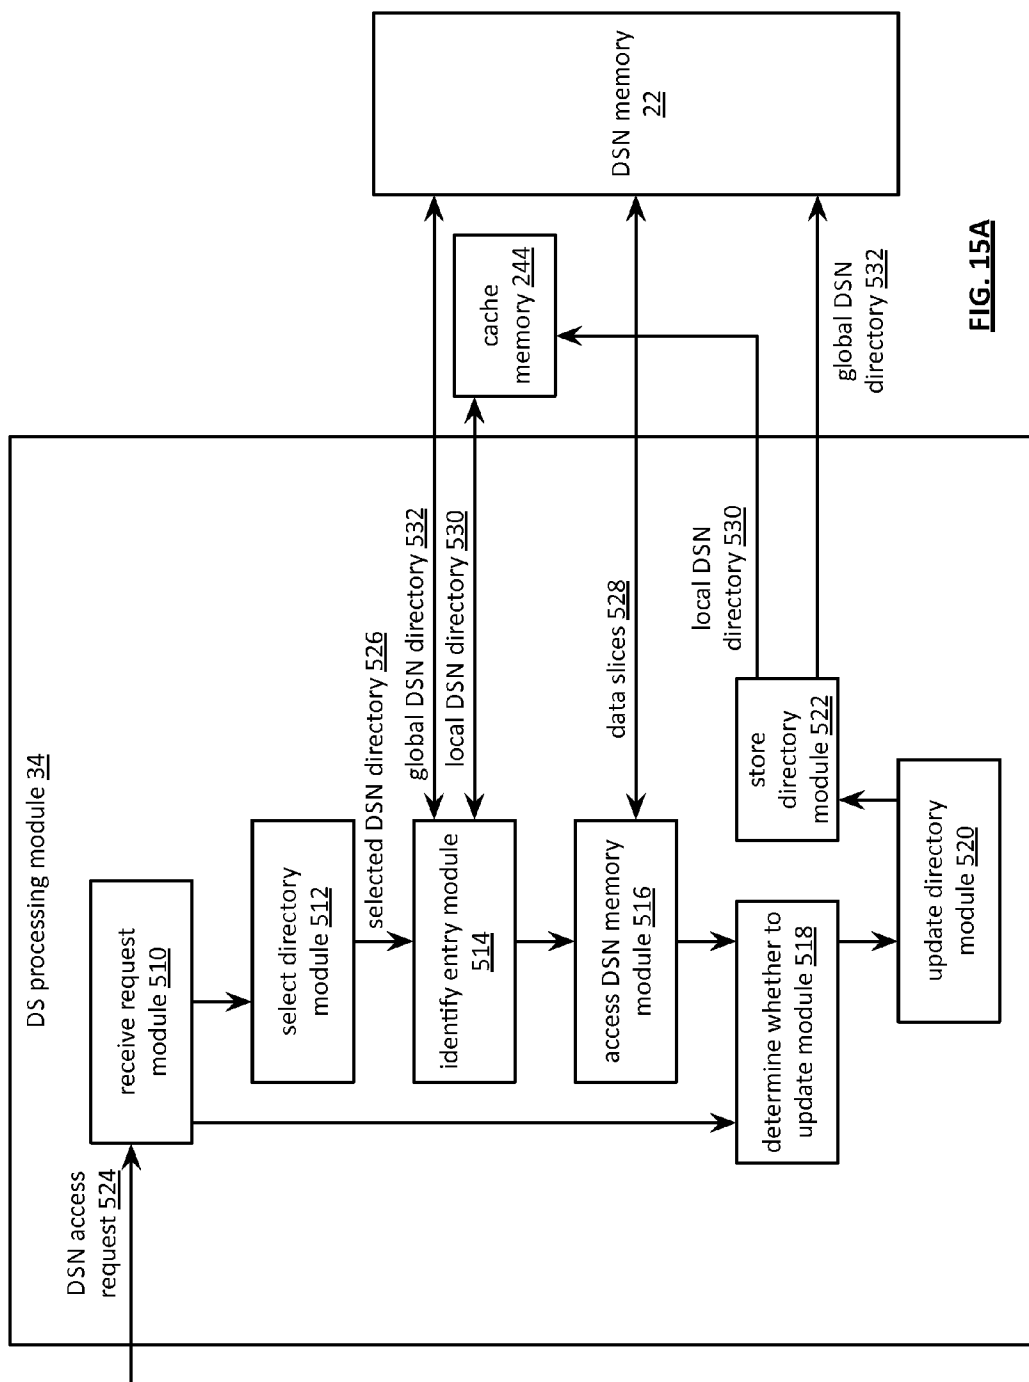 DS processing module 34
DSN access
request 524
receive request
module 510
select directory
module 512
selected DSN directory 526
identify entry module
514
global DSN directory 532
local DSN directory 530
access DSN memory
module 516
data slices 528
determine whether to
update module 518
update directory
module 520
store
directory
module 522
local DSN
directory 530
global DSN
directory 532
cache
memory 244
DSN memory
22
FIG. 15A